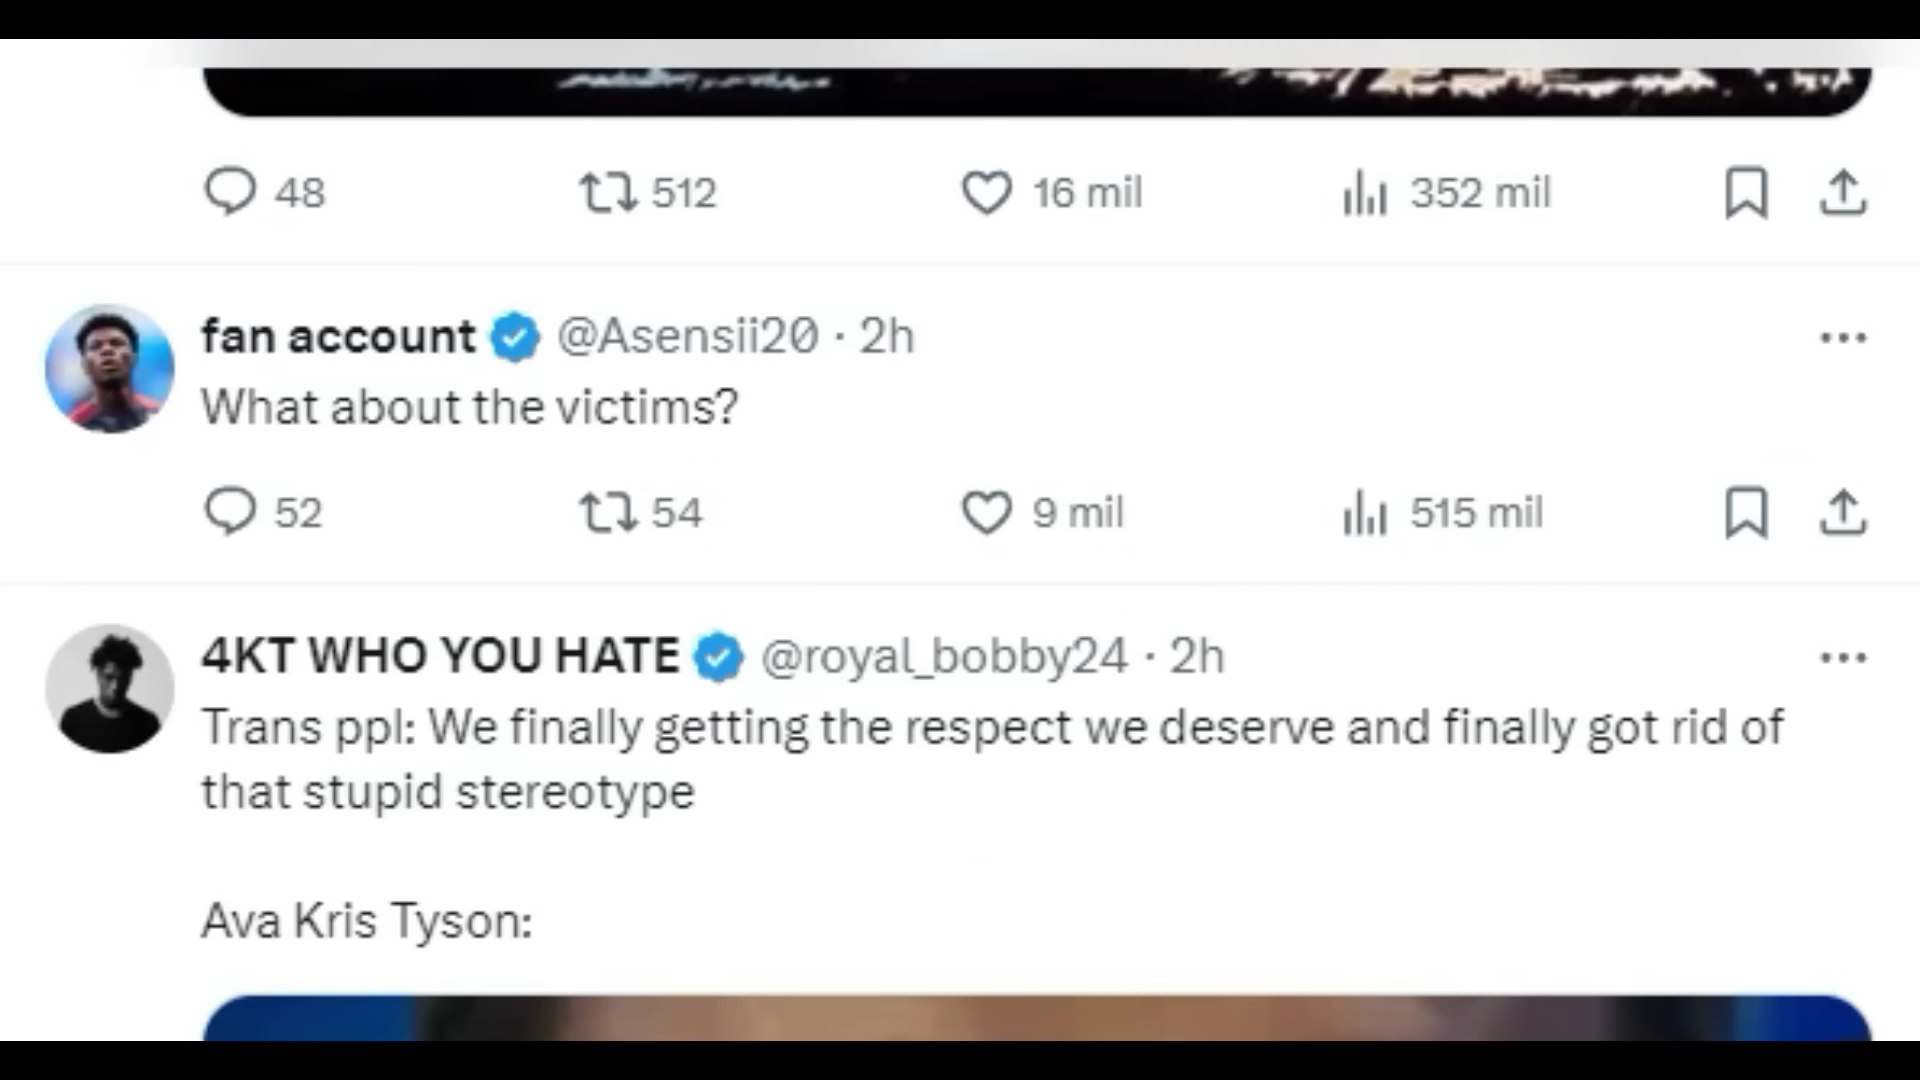 48 512 16 mil 352 mil
fan account @Asensii20 · 2h
What about the victims?
52 54 9 mil 515 mil
4KT WHO YOU HATE @royal_bobby24 · 2h
Trans ppl: We finally getting the respect we deserve and finally got rid of
that stupid stereotype
Ava Kris Tyson: